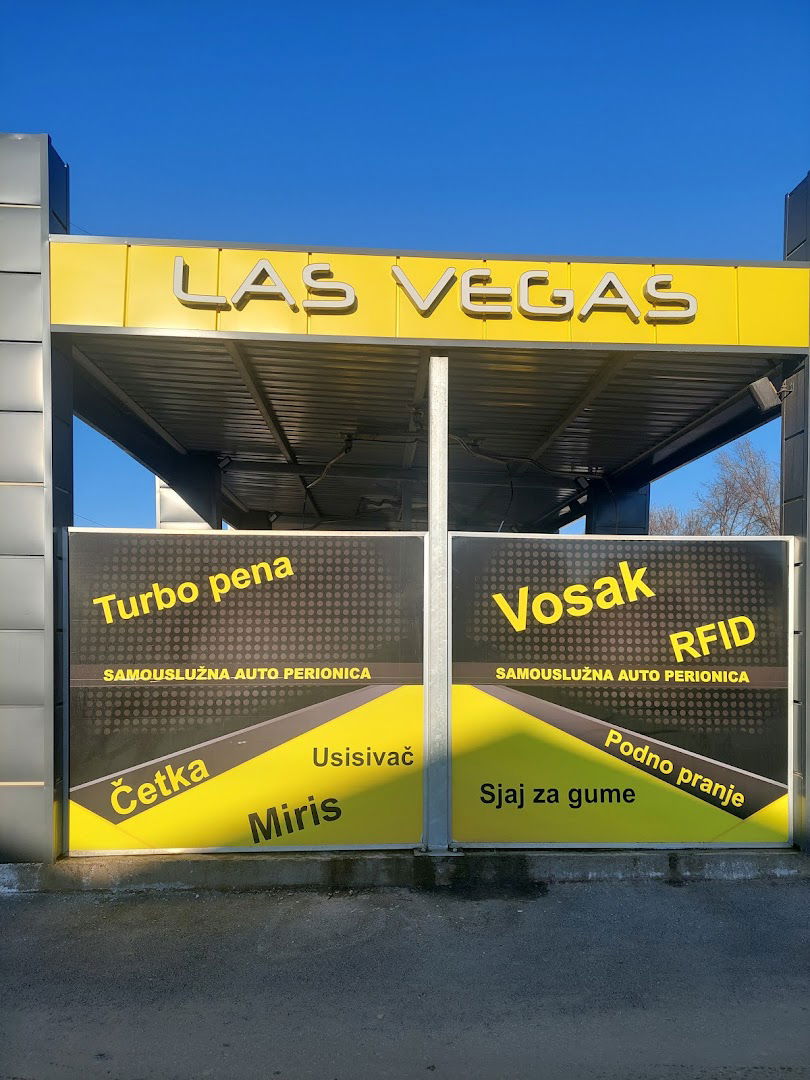 LAS VEGAS
Turbo pena
SAMOUSLUŽNA AUTO PERIONICA
Četka
Usisivač
Miris
Vosak
RFID
SAMOUSLUŽNA AUTO PERIONICA
Podno pranje
Sjaj za gume